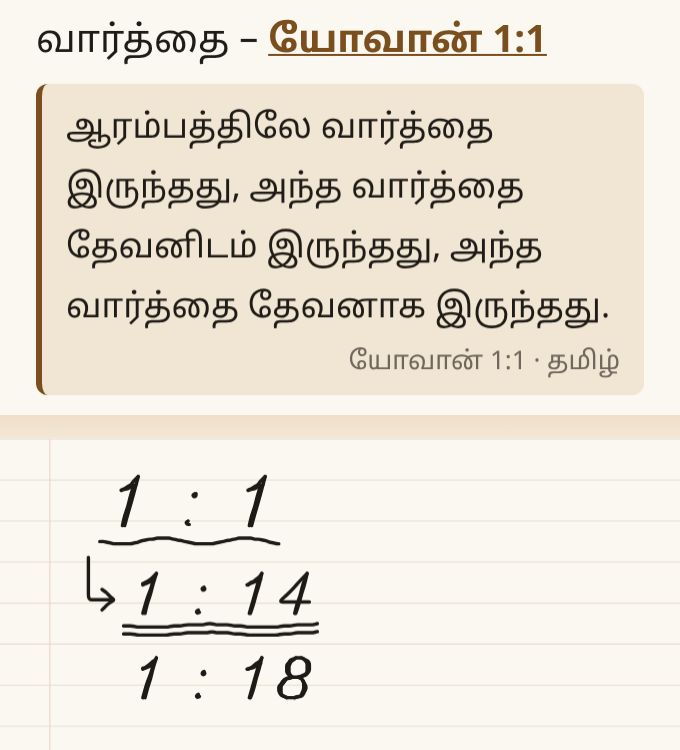 வார்த்தை – யோவான் 1:1
ஆரம்பத்திலே வார்த்தை
இருந்தது, அந்த வார்த்தை
தேவனிடம் இருந்தது, அந்த
வார்த்தை தேவனாக இருந்தது.
யோவான் 1:1 · தமிழ்
1 : 1
↳ 1 : 14
1 : 18